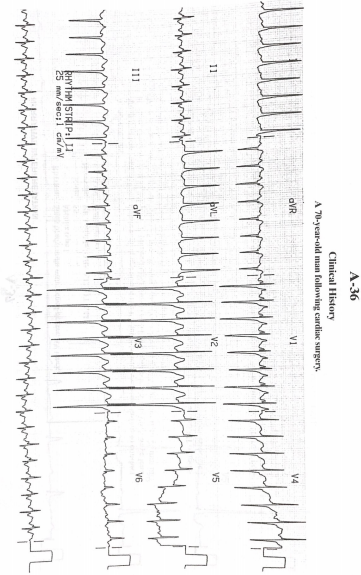 A-36
Clinical History
A 70-year-old man following cardiac surgery.
I
aVR
V1
V4
II
aVL
V2
V5
III
aVF
V3
V6
RHYTHM STRIP: II
25 mm/sec;1 cm/mV